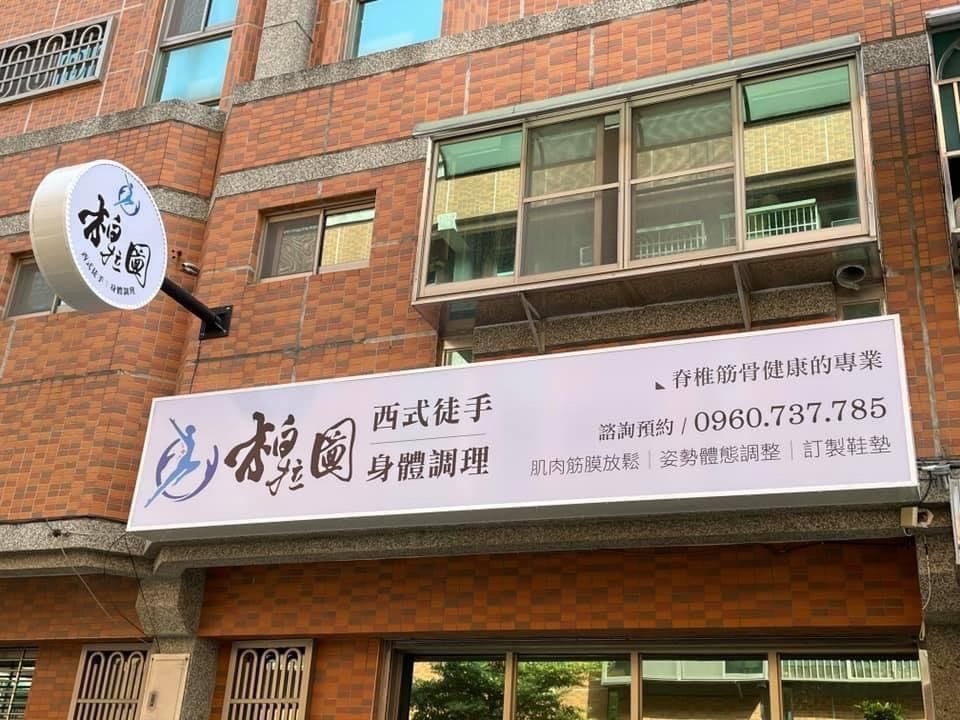 柏拉圖
西式徒手｜身體調理
柏拉圖
西式徒手
身體調理
脊椎筋骨健康的專業
諮詢預約 / 0960.737.785
肌肉筋膜放鬆｜姿勢體態調整｜訂製鞋墊